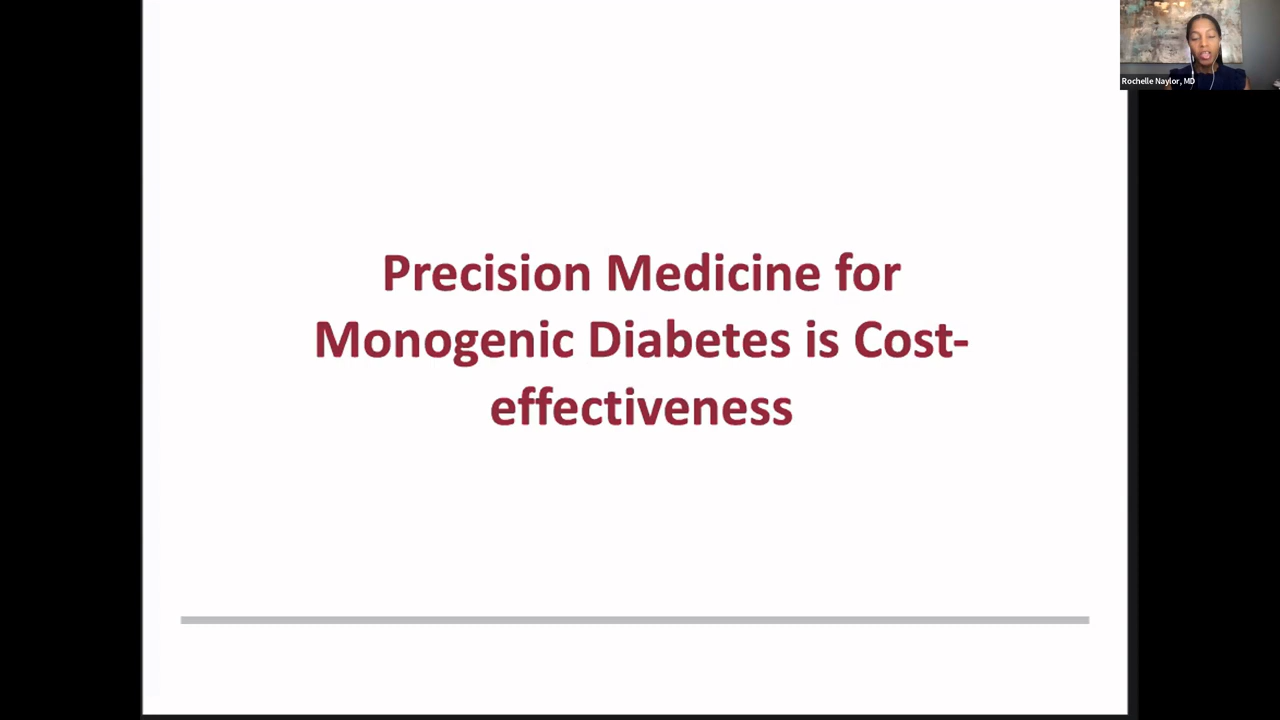 Rochelle Naylor, MD
Precision Medicine for
Monogenic Diabetes is Cost-
effectiveness